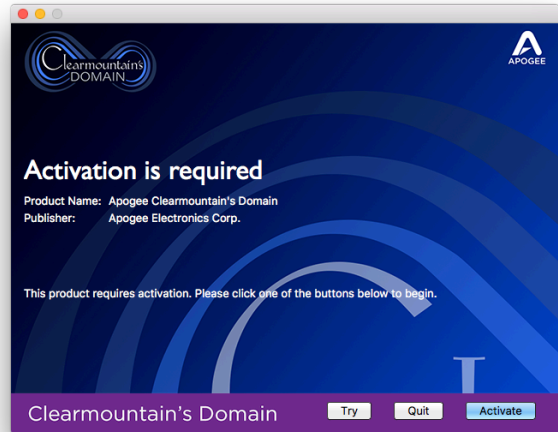 Clearmountain's
DOMAIN
APOGEE
Activation is required
Product Name: Apogee Clearmountain's Domain
Publisher: Apogee Electronics Corp.
This product requires activation. Please click one of the buttons below to begin.
Clearmountain's Domain
Try
Quit
Activate